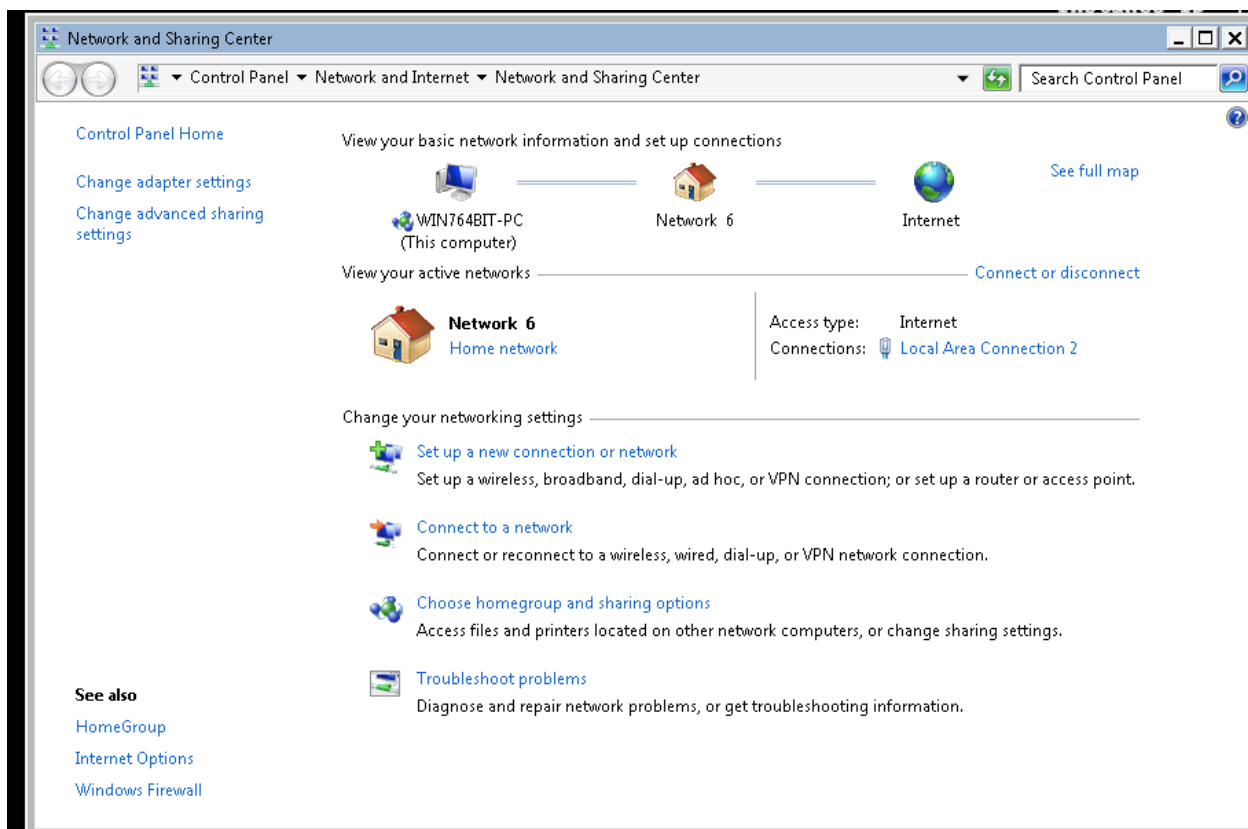 Network and Sharing Center
Control Panel Network and Internet Network and Sharing Center Search Control Panel
Control Panel Home
Change adapter settings
Change advanced sharing
settings
View your basic network information and set up connections
See full map
WIN764BIT-PC
(This computer)
Network 6
Internet
View your active networks
Connect or disconnect
Network 6
Home network
Access type: Internet
Connections: Local Area Connection 2
Change your networking settings
Set up a new connection or network
Set up a wireless, broadband, dial-up, ad hoc, or VPN connection; or set up a router or access point.
Connect to a network
Connect or reconnect to a wireless, wired, dial-up, or VPN network connection.
Choose homegroup and sharing options
Access files and printers located on other network computers, or change sharing settings.
Troubleshoot problems
Diagnose and repair network problems, or get troubleshooting information.
See also
HomeGroup
Internet Options
Windows Firewall